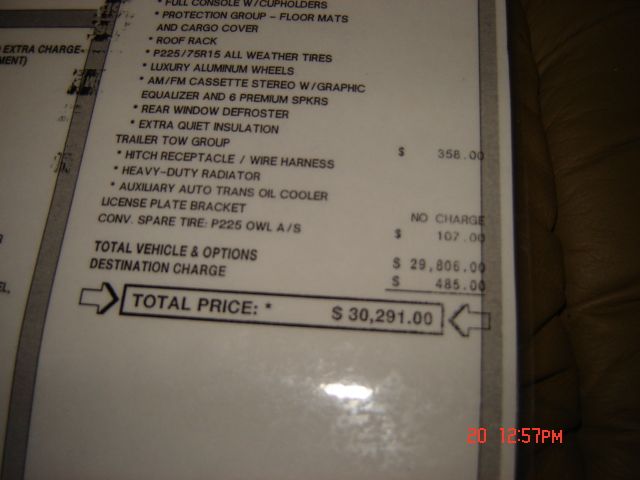 * FULL CONSOLE W/CUPHOLDERS
* PROTECTION GROUP - FLOOR MATS
AND CARGO COVER
* ROOF RACK
* P225/75R15 ALL WEATHER TIRES
* LUXURY ALUMINUM WHEELS
* AM/FM CASSETTE STEREO W/GRAPHIC
EQUALIZER AND 6 PREMIUM SPKRS
* REAR WINDOW DEFROSTER
* EXTRA QUIET INSULATION
TRAILER TOW GROUP $ 358.00
* HITCH RECEPTACLE / WIRE HARNESS
* HEAVY-DUTY RADIATOR
* AUXILIARY AUTO TRANS OIL COOLER
LICENSE PLATE BRACKET NO CHARGE
CONV. SPARE TIRE: P225 OWL A/S $ 107.00
TOTAL VEHICLE & OPTIONS $ 29,806.00
DESTINATION CHARGE $ 485.00
TOTAL PRICE: * $ 30,291.00
EXTRA CHARGE
20 12:57PM